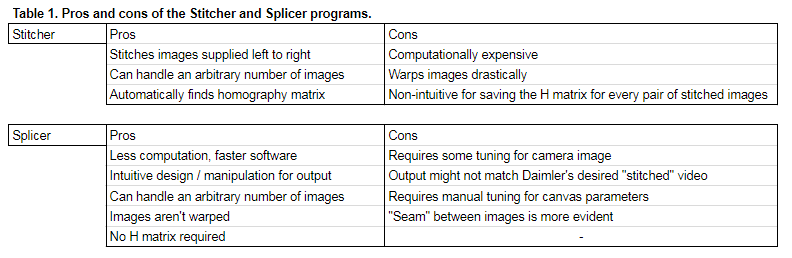 Table 1. Pros and cons of the Stitcher and Splicer programs.
Stitcher Pros Cons
Stitches images supplied left to right Computationally expensive
Can handle an arbitrary number of images Warps images drastically
Automatically finds homography matrix Non-intuitive for saving the H matrix for every pair of stitched images
Splicer Pros Cons
Less computation, faster software Requires some tuning for camera image
Intuitive design / manipulation for output Output might not match Daimler's desired "stitched" video
Can handle an arbitrary number of images Requires manual tuning for canvas parameters
Images aren't warped "Seam" between images is more evident
No H matrix required -